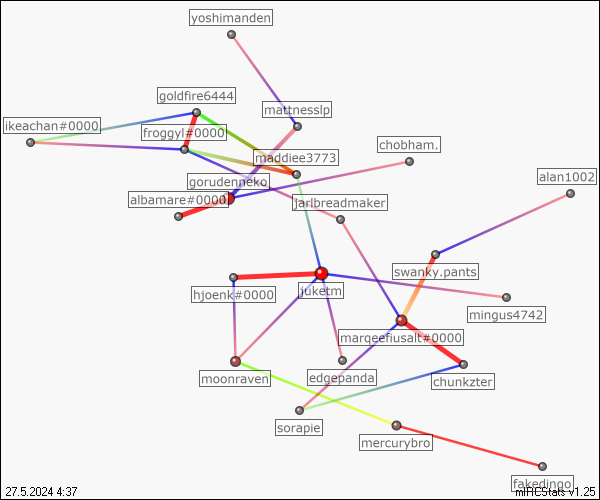 yoshimanden
goldfire6444
mattnesslp
ikeachan#0000
froggyl#0000
chobham.
maddiee3773
alan1002
gorudenneko
albamare#0000
jarlbreadmaker
swanky.pants
hjoenk#0000
juketm
mingus4742
marqeefiusalt#0000
moonraven
edgepanda
chunkzter
sorapie
mercurybro
fakedingo
27.5.2024 4:37
mIRCStats v1.25